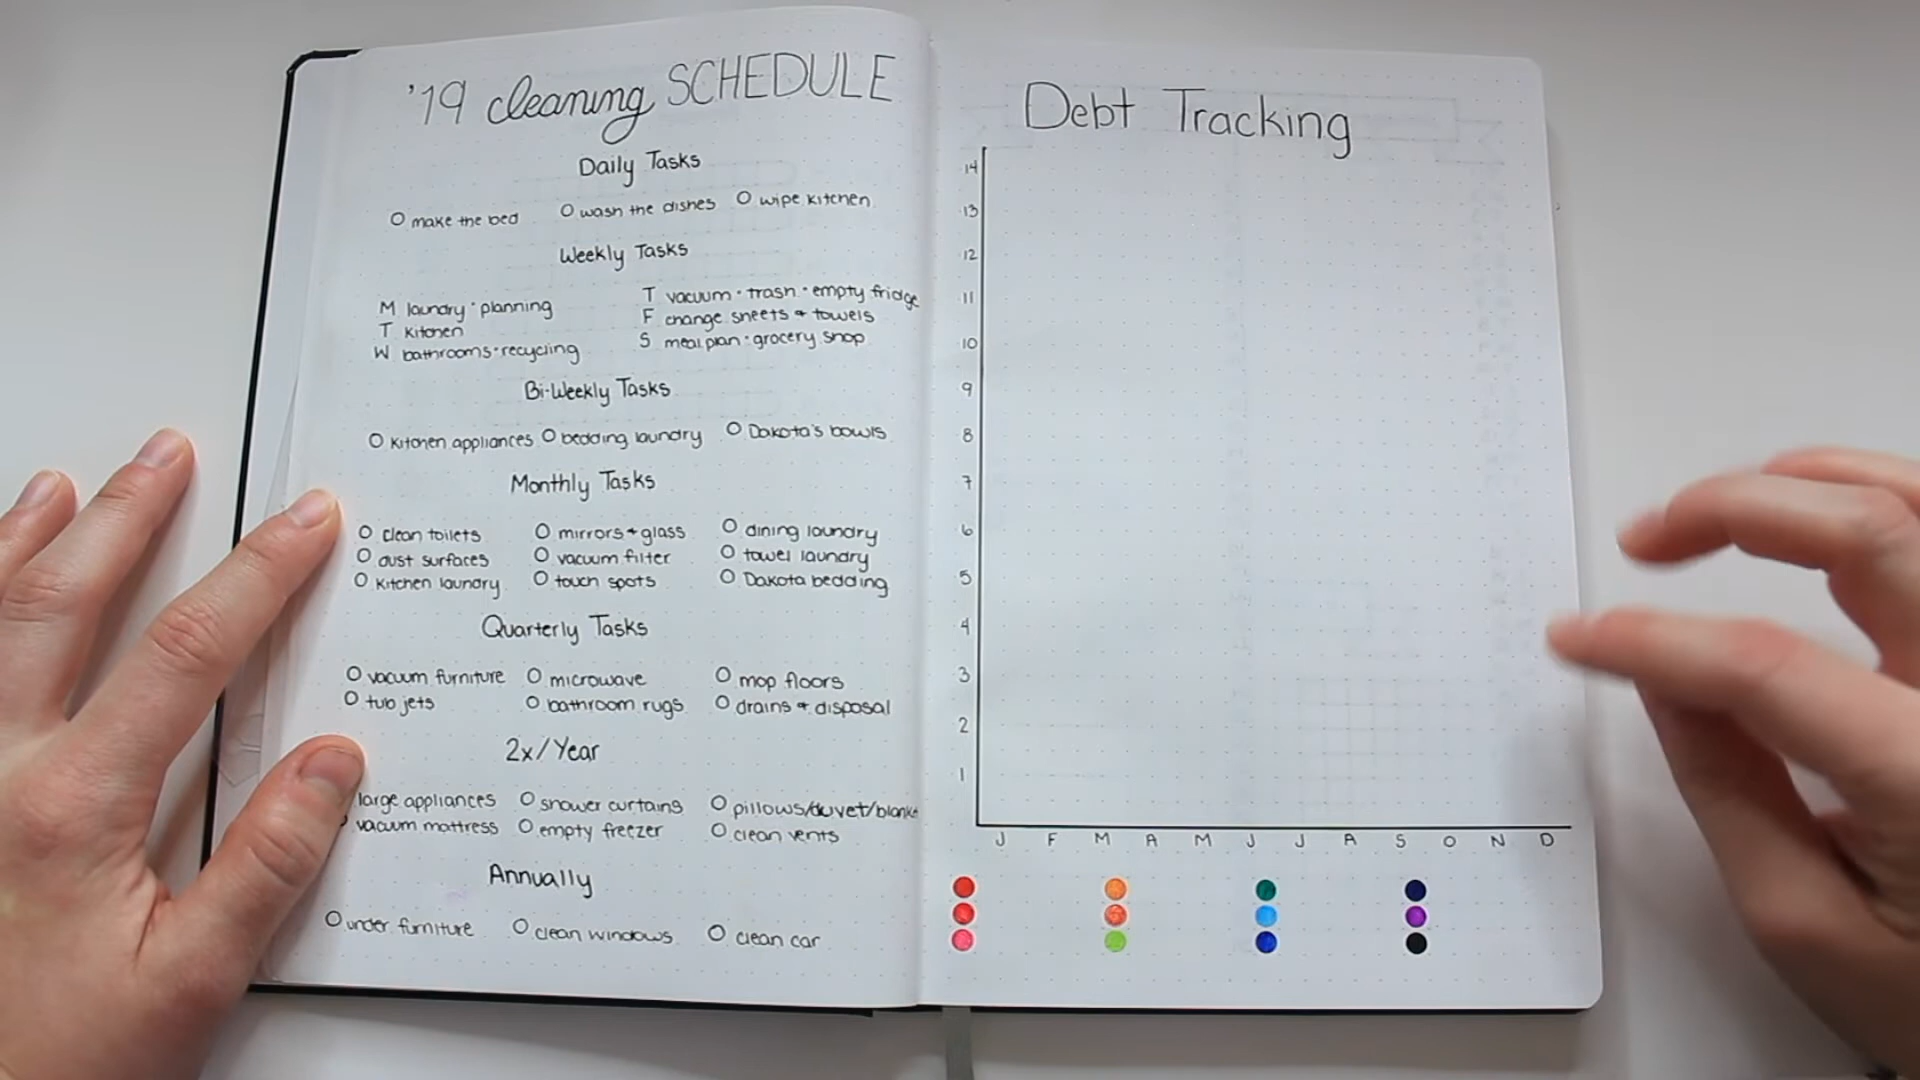 '19 cleaning SCHEDULE
Daily Tasks
make the bed wash the dishes wipe kitchen
Weekly Tasks
M laundry · planning
T kitchen
W bathrooms · recycling
T vacuum · trash · empty fridge
F change sheets + towels
S meal plan · grocery shop
Bi-Weekly Tasks
kitchen appliances bedding laundry Dakota's bowls
Monthly Tasks
clean toilets mirrors + glass dining laundry
dust surfaces vacuum filter towel laundry
kitchen laundry touch spots Dakota bedding
Quarterly Tasks
vacuum furniture microwave mop floors
tub jets bathroom rugs drains + disposal
2x/Year
large appliances shower curtains pillows/duvet/blanket
vacuum mattress empty freezer clean vents
Annually
under furniture clean windows clean car
Debt Tracking
14
13
12
11
10
9
8
7
6
5
4
3
2
1
J F M A M J J A S O N D